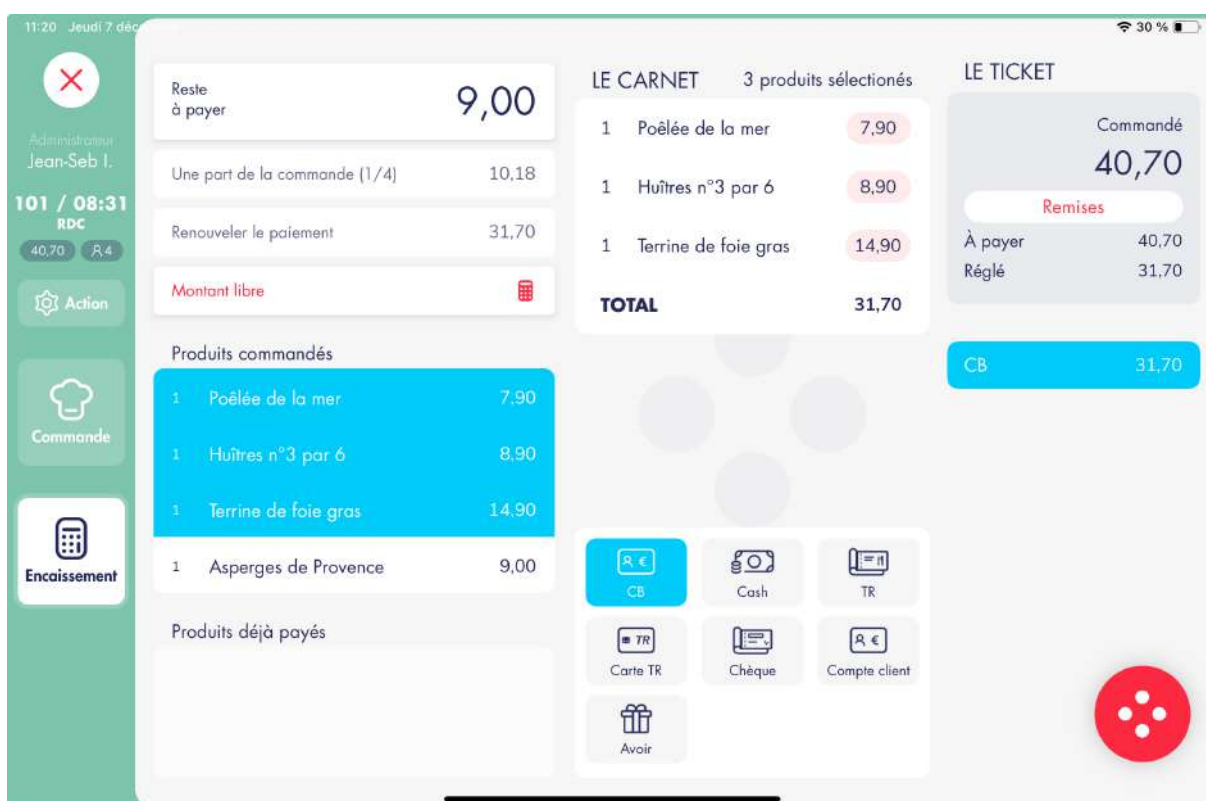 11:20 Jeudi 7 déc
30 %
Administrateur
Jean-Seb I.
101 / 08:31
RDC
40,70 4
Action
Commande
Encaissement
Reste
à payer 9,00
Une part de la commande (1/4) 10,18
Renouveler le paiement 31,70
Montant libre
Produits commandés
1 Poêlée de la mer 7,90
1 Huîtres n°3 par 6 8,90
1 Terrine de foie gras 14,90
1 Asperges de Provence 9,00
Produits déjà payés
LE CARNET 3 produits sélectionés
1 Poêlée de la mer 7,90
1 Huîtres n°3 par 6 8,90
1 Terrine de foie gras 14,90
TOTAL 31,70
CB Cash TR
TR
Carte TR Chèque Compte client
Avoir
LE TICKET
Commandé
40,70
Remises
À payer 40,70
Réglé 31,70
CB 31,70